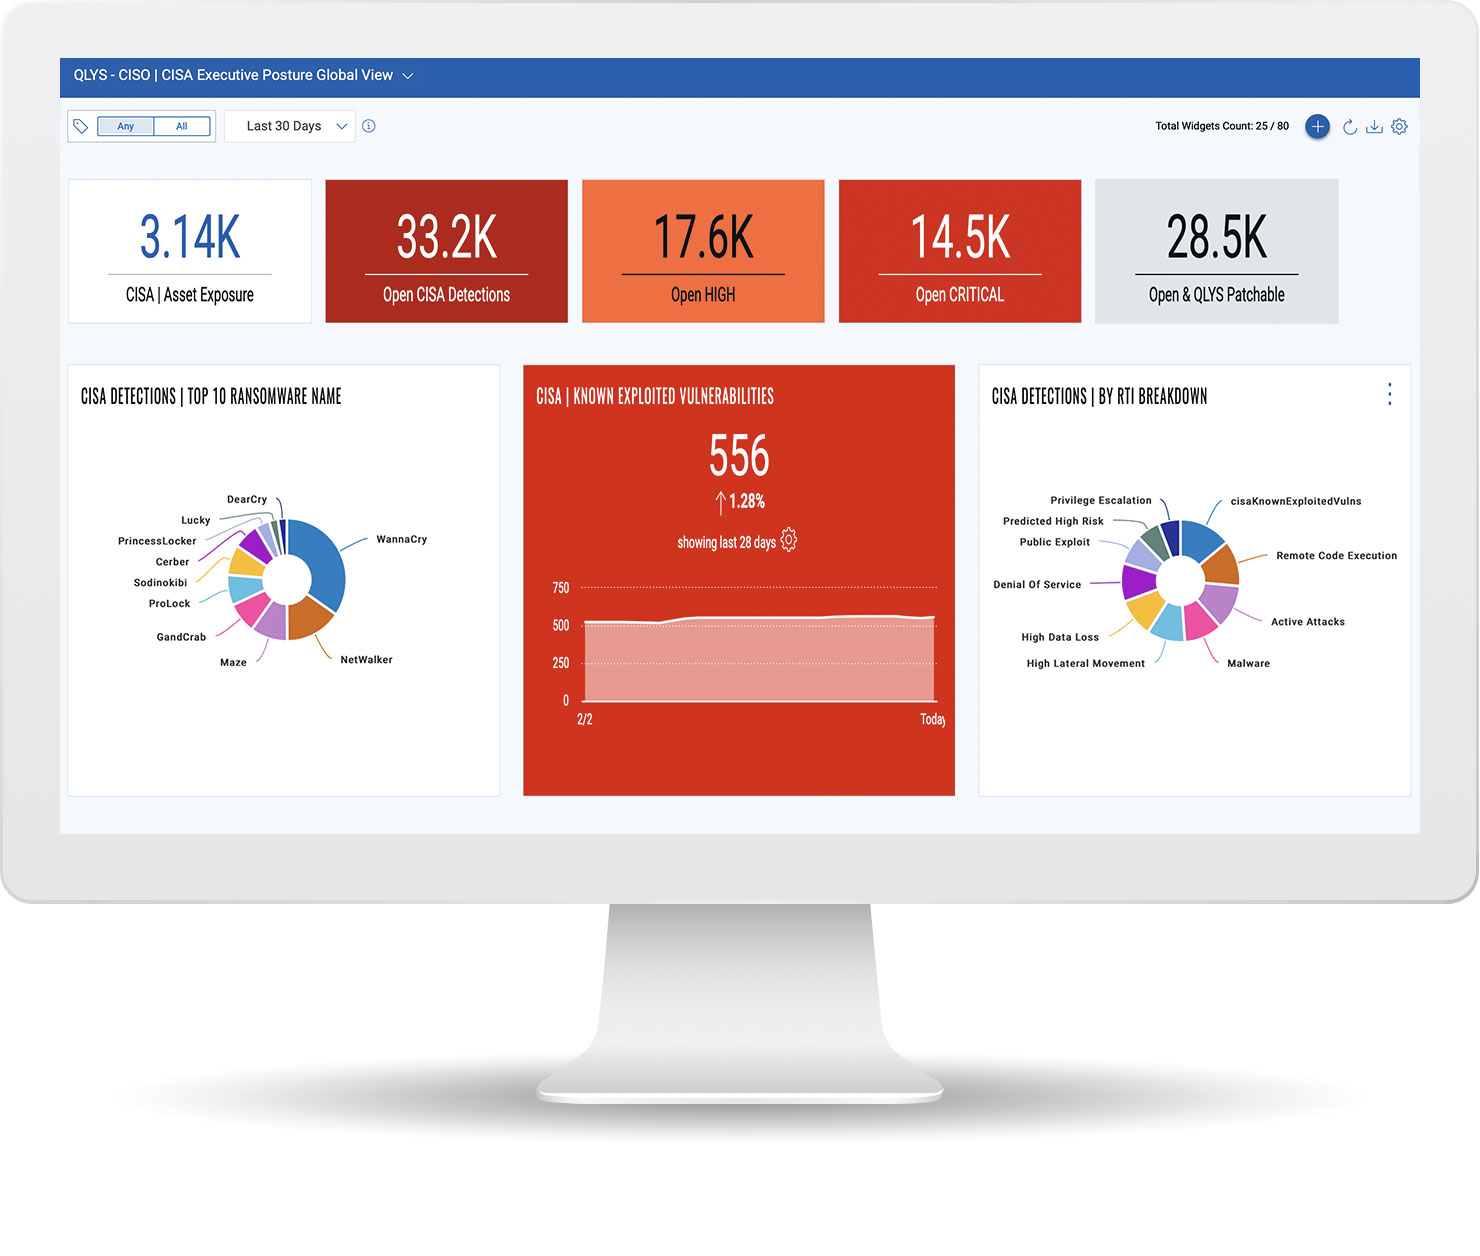 QLYS - CISO | CISA Executive Posture Global View
Any
All
Last 30 Days
Total Widgets Count: 25 / 80
3.14K
CISA | Asset Exposure
33.2K
Open CISA Detections
17.6K
Open HIGH
14.5K
Open CRITICAL
28.5K
Open & QLYS Patchable
CISA DETECTIONS | TOP 10 RANSOMWARE NAME
DearCry
Lucky
PrincessLocker
Cerber
Sodinokibi
ProLock
GandCrab
Maze
WannaCry
NetWalker
CISA | KNOWN EXPLOITED VULNERABILITIES
556
1.28%
showing last 28 days
750
500
250
0
2/2
Today
CISA DETECTIONS | BY RTI BREAKDOWN
Privilege Escalation
Predicted High Risk
Public Exploit
Denial Of Service
High Data Loss
High Lateral Movement
cisaKnownExploitedVulns
Remote Code Execution
Active Attacks
Malware